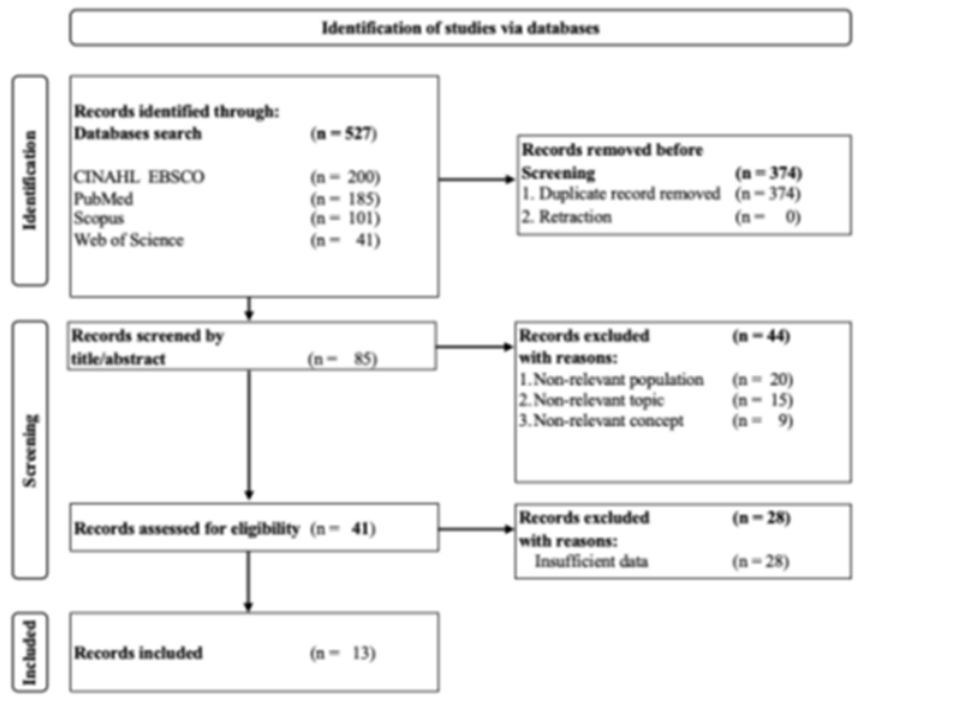 Identification of studies via databases
Identification
Records identified through:
Databases search (n = 527)
CINAHL EBSCO (n = 200)
PubMed (n = 185)
Scopus (n = 101)
Web of Science (n = 41)
Records removed before
Screening (n = 374)
1. Duplicate record removed (n = 374)
2. Retraction (n = 0)
Screening
Records screened by
title/abstract (n = 85)
Records excluded (n = 44)
with reasons:
1.Non-relevant population (n = 20)
2.Non-relevant topic (n = 15)
3.Non-relevant concept (n = 9)
Records assessed for eligibility (n = 41)
Records excluded (n = 28)
with reasons:
Insufficient data (n = 28)
Included
Records included (n = 13)